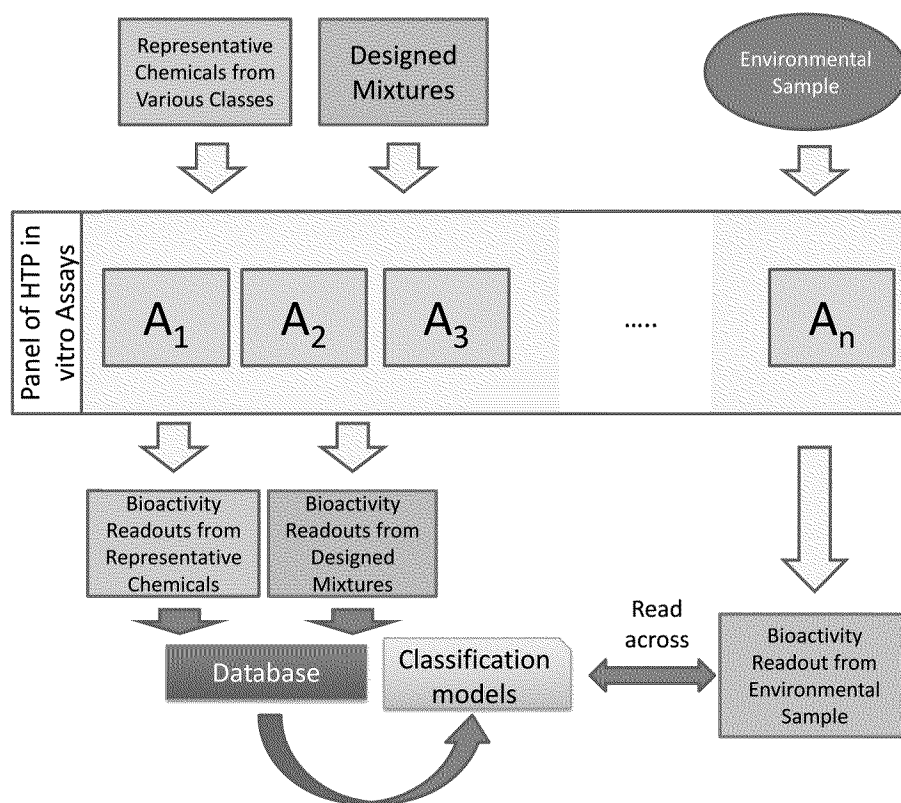 Representative
Chemicals from
Various Classes
Designed
Mixtures
Environmental
Sample
Panel of HTP in
vitro Assays
A1
A2
A3
.....
An
Bioactivity
Readouts from
Representative
Chemicals
Bioactivity
Readouts from
Designed
Mixtures
Database
Classification
models
Read
across
Bioactivity
Readout from
Environmental
Sample